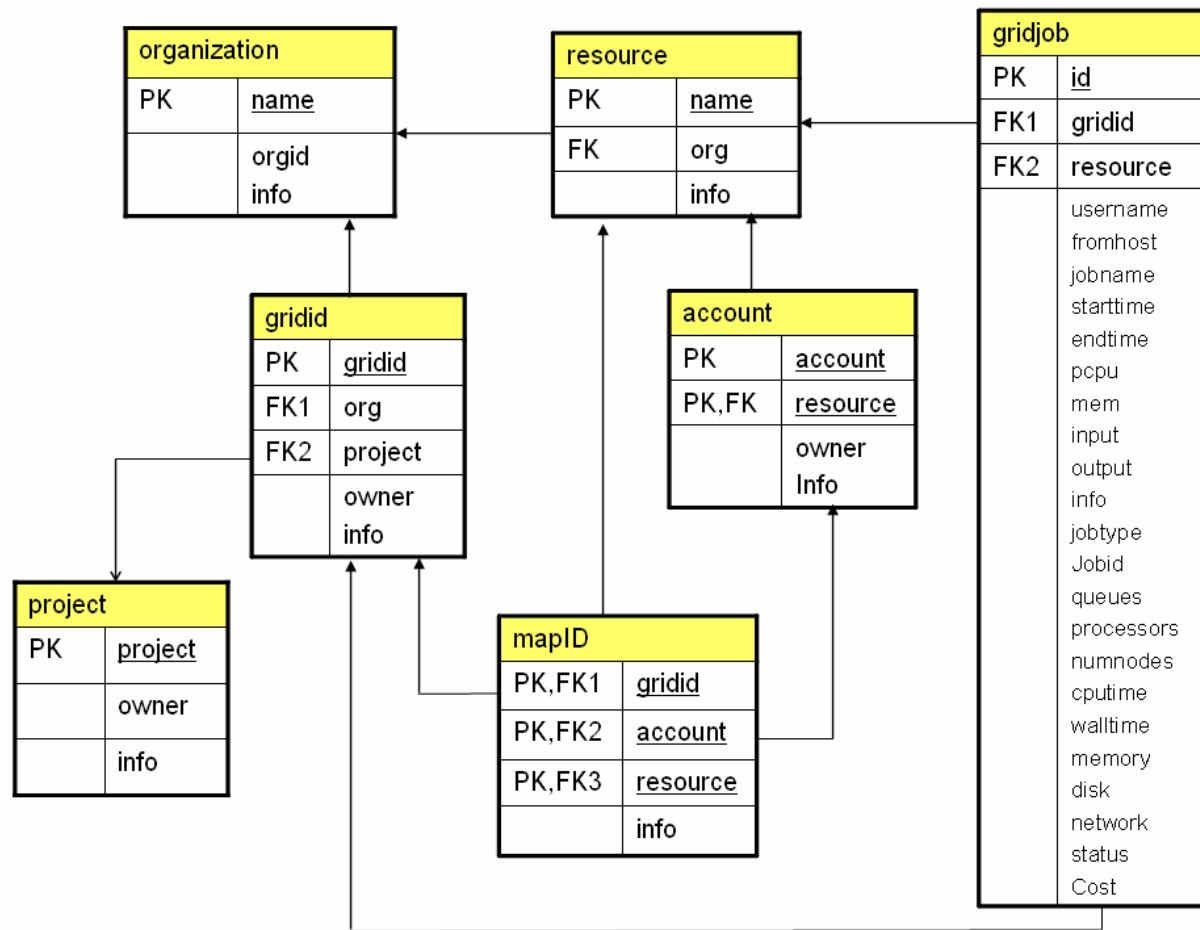 organization
PK name
orgid
info
resource
PK name
FK org
info
gridjob
PK id
FK1 gridid
FK2 resource
username
fromhost
jobname
starttime
endtime
pcpu
mem
input
output
info
jobtype
Jobid
queues
processors
numnodes
cputime
walltime
memory
disk
network
status
Cost
gridid
PK gridid
FK1 org
FK2 project
owner
info
account
PK account
PK,FK resource
owner
Info
project
PK project
owner
info
mapID
PK,FK1 gridid
PK,FK2 account
PK,FK3 resource
info